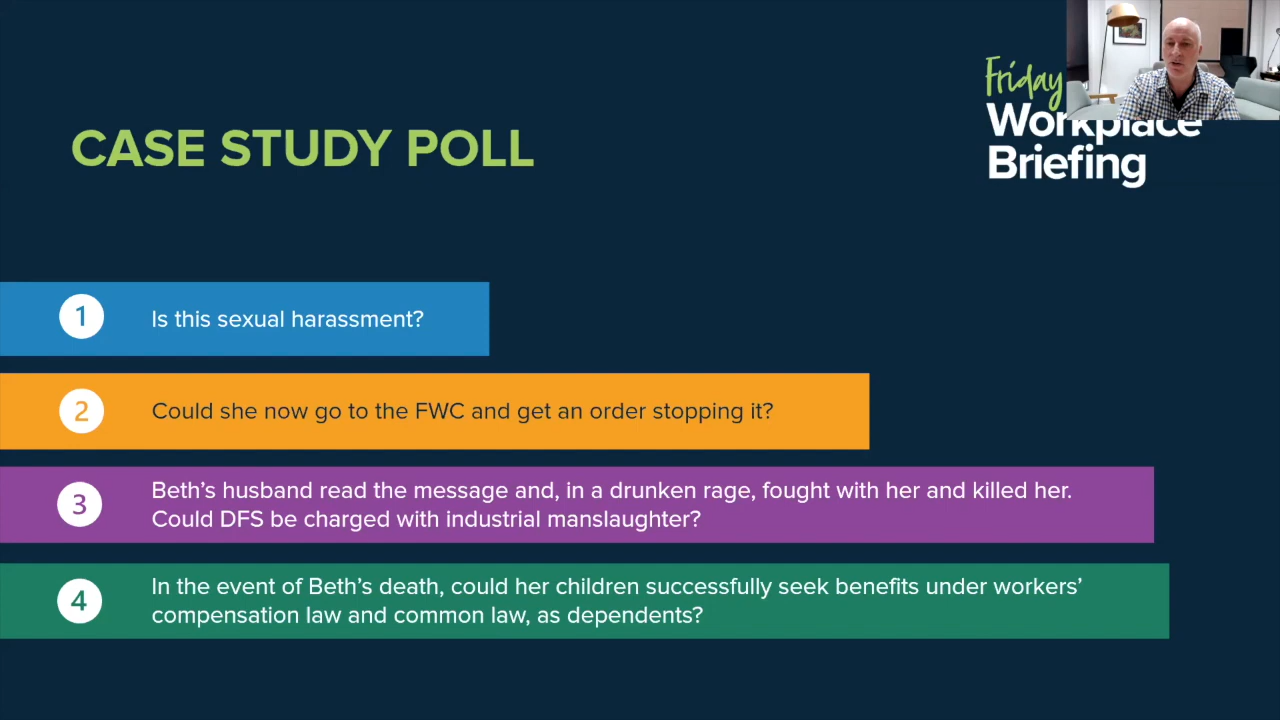 Friday
Workplace
Briefing
CASE STUDY POLL
1
Is this sexual harassment?
2
Could she now go to the FWC and get an order stopping it?
3
Beth’s husband read the message and, in a drunken rage, fought with her and killed her.
Could DFS be charged with industrial manslaughter?
4
In the event of Beth’s death, could her children successfully seek benefits under workers’
compensation law and common law, as dependents?